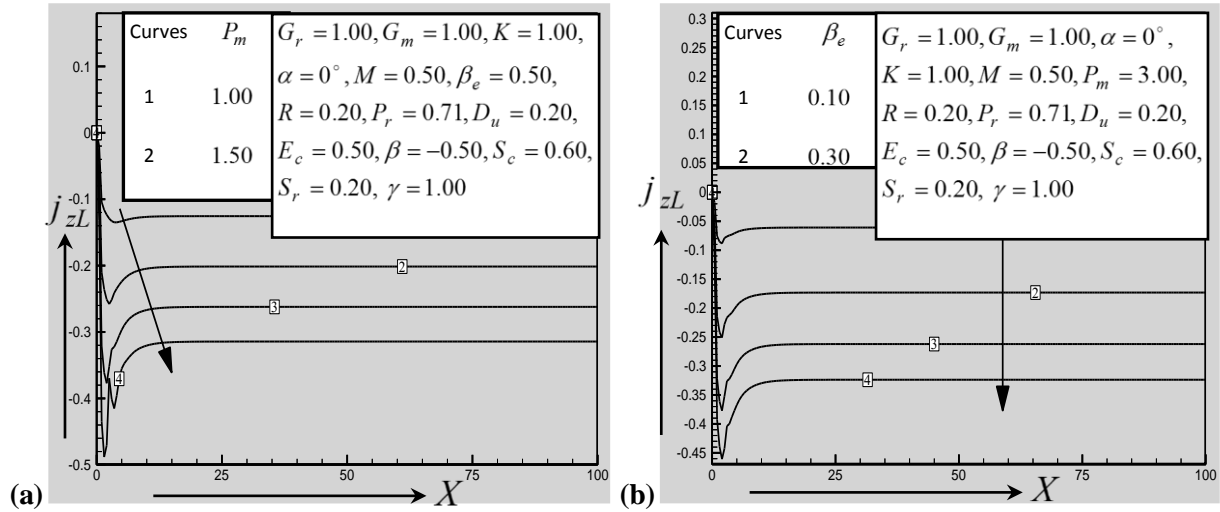 Curves P_m
1 1.00
2 1.50
G_r = 1.00, G_m = 1.00, K = 1.00,
α = 0°, M = 0.50, β_e = 0.50,
R = 0.20, P_r = 0.71, D_u = 0.20,
E_c = 0.50, β = −0.50, S_c = 0.60,
S_r = 0.20, γ = 1.00
0.1
0
-0.1
-0.2
-0.3
-0.4
-0.5
j_zL
2
3
4
0 25 50 75 100
(a)
X
Curves β_e
1 0.10
2 0.30
G_r = 1.00, G_m = 1.00, α = 0°,
K = 1.00, M = 0.50, P_m = 3.00,
R = 0.20, P_r = 0.71, D_u = 0.20,
E_c = 0.50, β = −0.50, S_c = 0.60,
S_r = 0.20, γ = 1.00
0.3
0.25
0.2
0.15
0.1
0.05
0
-0.05
-0.1
-0.15
-0.2
-0.25
-0.3
-0.35
-0.4
-0.45
j_zL
2
3
4
0 25 50 75 100
(b)
X